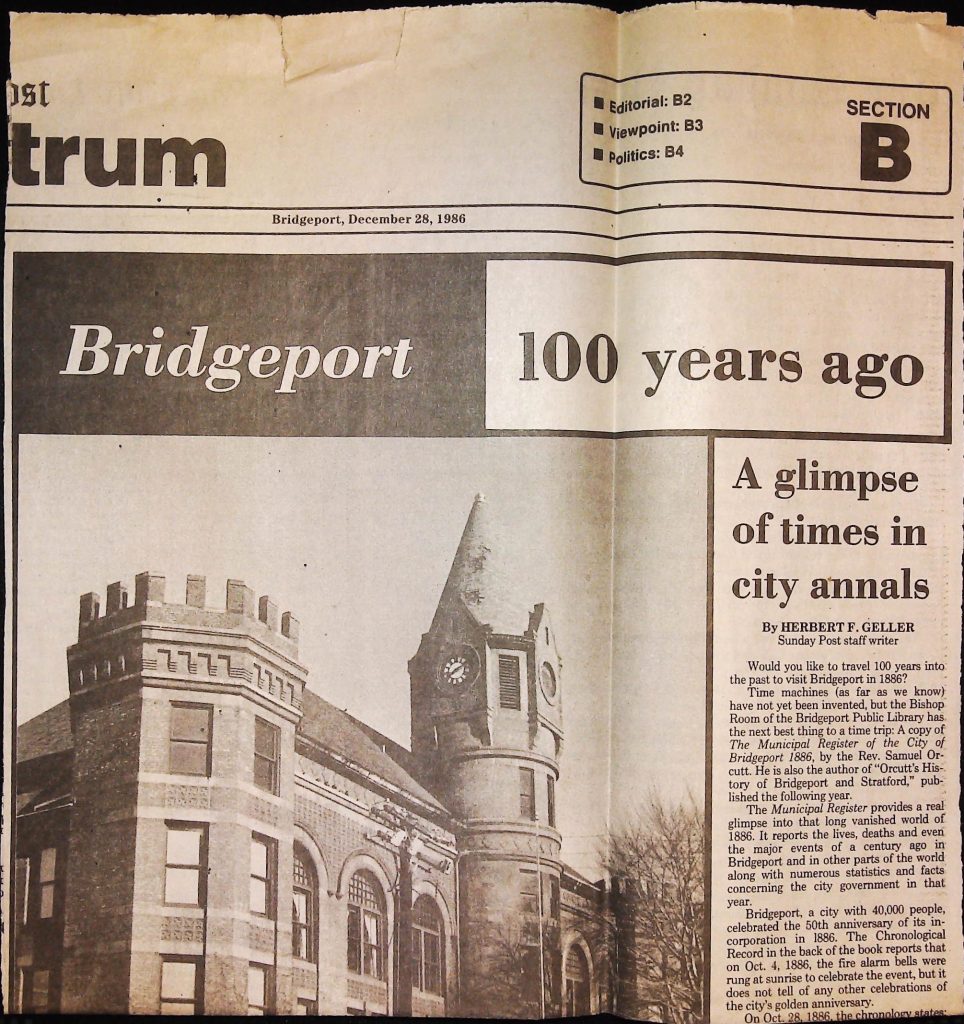 ost
trum
■ Editorial: B2
■ Viewpoint: B3
■ Politics: B4
SECTION
B
Bridgeport, December 28, 1986
Bridgeport 100 years ago
A glimpse
of times in
city annals
By HERBERT F. GELLER
Sunday Post staff writer
Would you like to travel 100 years into
the past to visit Bridgeport in 1886?
Time machines (as far as we know)
have not yet been invented, but the Bishop
Room of the Bridgeport Public Library has
the next best thing to a time trip: A copy of
The Municipal Register of the City of
Bridgeport 1886, by the Rev. Samuel Or-
cutt. He is also the author of "Orcutt's His-
tory of Bridgeport and Stratford," pub-
lished the following year.
The Municipal Register provides a real
glimpse into that long vanished world of
1886. It reports the lives, deaths and even
the major events of a century ago in
Bridgeport and in other parts of the world
along with numerous statistics and facts
concerning the city government in that
year.
Bridgeport, a city with 40,000 people,
celebrated the 50th anniversary of its in-
corporation in 1886. The Chronological
Record in the back of the book reports that
on Oct. 4, 1886, the fire alarm bells were
rung at sunrise to celebrate the event, but it
does not tell of any other celebrations of
the city's golden anniversary.
On Oct. 28, 1886, the chronology states: